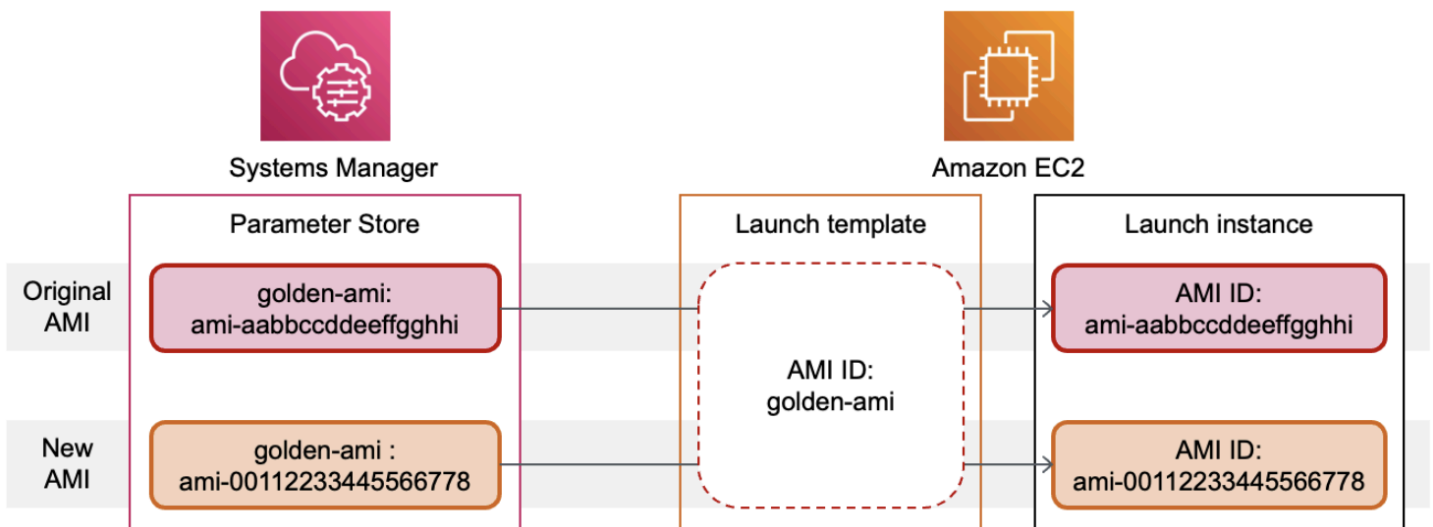 Systems Manager
Amazon EC2
Parameter Store
Launch template
Launch instance
Original
AMI
golden-ami:
ami-aabbccddeeffgghhi
AMI ID:
golden-ami
AMI ID:
ami-aabbccddeeffgghhi
New
AMI
golden-ami :
ami-00112233445566778
AMI ID:
ami-00112233445566778